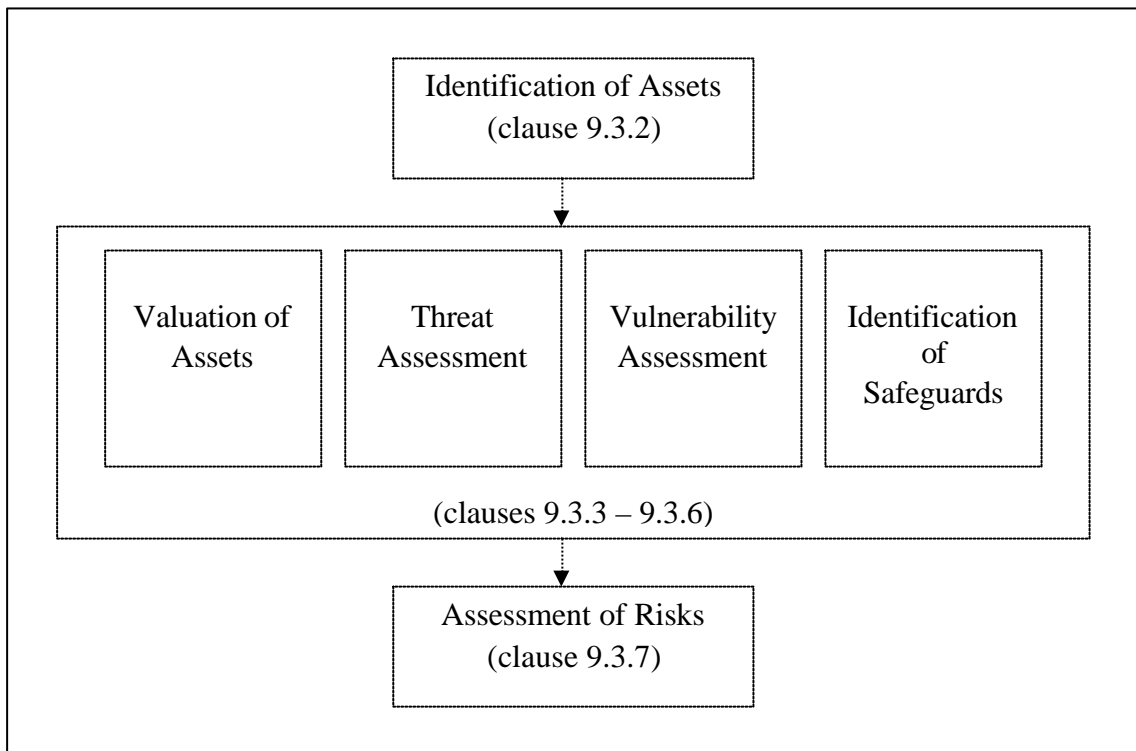 Identification of Assets
(clause 9.3.2)
Valuation of
Assets
Threat
Assessment
Vulnerability
Assessment
Identification
of
Safeguards
(clauses 9.3.3 – 9.3.6)
Assessment of Risks
(clause 9.3.7)